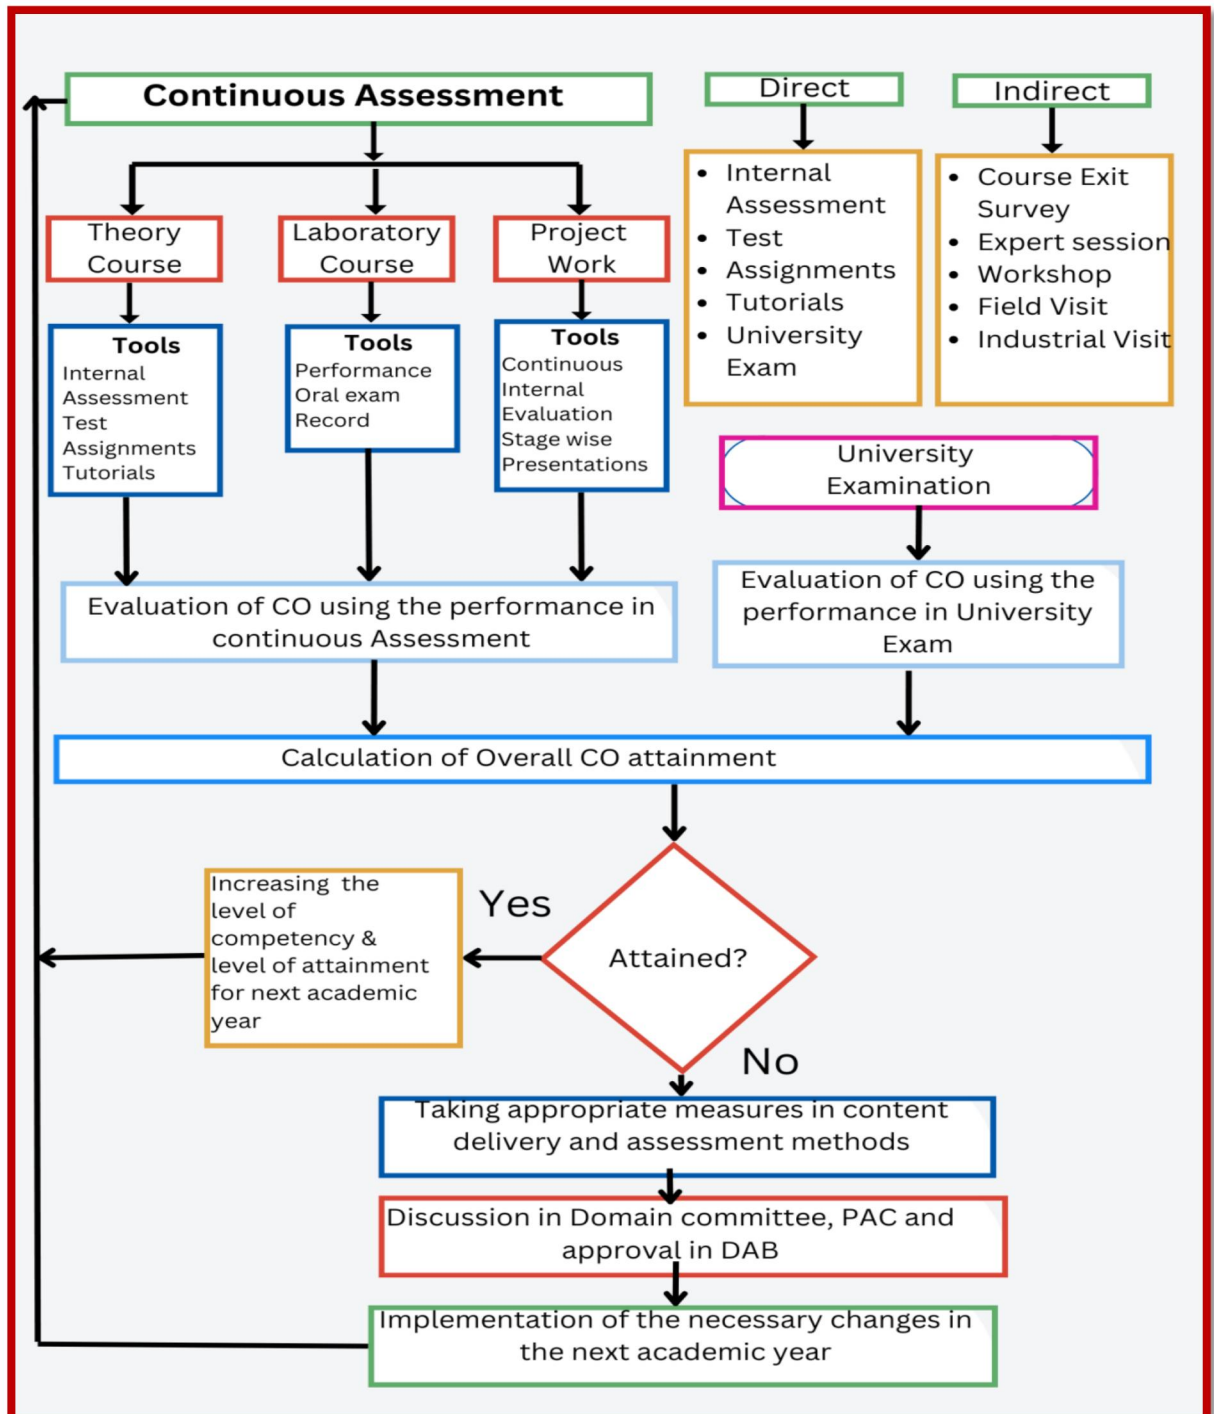 Continuous Assessment
Direct
Indirect
Theory
Course
Laboratory
Course
Project
Work
• Internal
Assessment
• Test
• Assignments
• Tutorials
• University
Exam
• Course Exit
Survey
• Expert session
• Workshop
• Field Visit
• Industrial Visit
Tools
Internal
Assessment
Test
Assignments
Tutorials
Tools
Performance
Oral exam
Record
Tools
Continuous
Internal
Evaluation
Stage wise
Presentations
University
Examination
Evaluation of CO using the performance in
continuous Assessment
Evaluation of CO using the
performance in University
Exam
Calculation of Overall CO attainment
Increasing the
level of
competency &
level of attainment
for next academic
year
Yes
Attained?
No
Taking appropriate measures in content
delivery and assessment methods
Discussion in Domain committee, PAC and
approval in DAB
Implementation of the necessary changes in
the next academic year